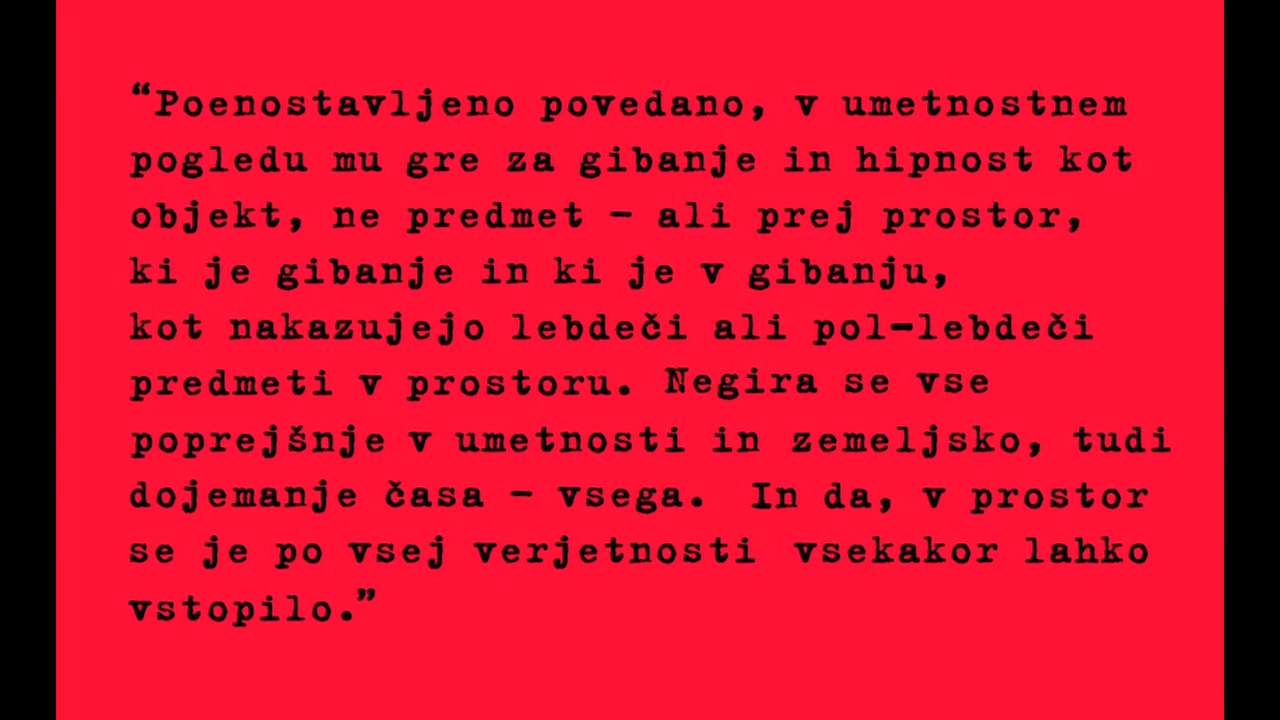 “Poenostavljeno povedano, v umetnostnem
pogledu mu gre za gibanje in hipnost kot
objekt, ne predmet – ali prej prostor,
ki je gibanje in ki je v gibanju,
kot nakazujejo lebdeči ali pol-lebdeči
predmeti v prostoru. Negira se vse
poprejšnje v umetnosti in zemeljsko, tudi
dojemanje časa – vsega. In da, v prostor
se je po vsej verjetnosti vsekakor lahko
vstopilo.”